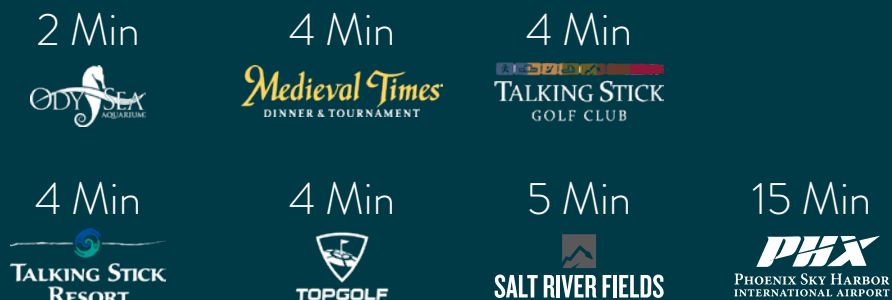 2 Min
4 Min
4 Min
ODYSEA
AQUARIUM
Medieval Times
DINNER & TOURNAMENT
TALKING STICK
GOLF CLUB
4 Min
4 Min
5 Min
15 Min
TALKING STICK
RESORT
TOPGOLF
SALT RIVER FIELDS
PHX
PHOENIX SKY HARBOR
INTERNATIONAL AIRPORT